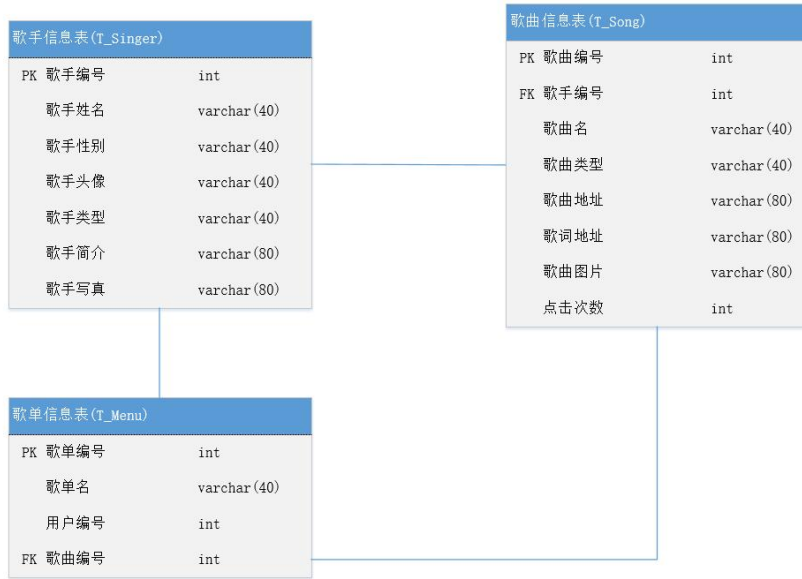 歌手信息表(T_Singer)
PK 歌手编号 int
歌手姓名 varchar(40)
歌手性别 varchar(40)
歌手头像 varchar(40)
歌手类型 varchar(40)
歌手简介 varchar(80)
歌手写真 varchar(80)
歌曲信息表(T_Song)
PK 歌曲编号 int
FK 歌手编号 int
歌曲名 varchar(40)
歌曲类型 varchar(40)
歌曲地址 varchar(80)
歌词地址 varchar(80)
歌曲图片 varchar(80)
点击次数 int
歌单信息表(T_Menu)
PK 歌单编号 int
歌单名 varchar(40)
用户编号 int
FK 歌曲编号 int